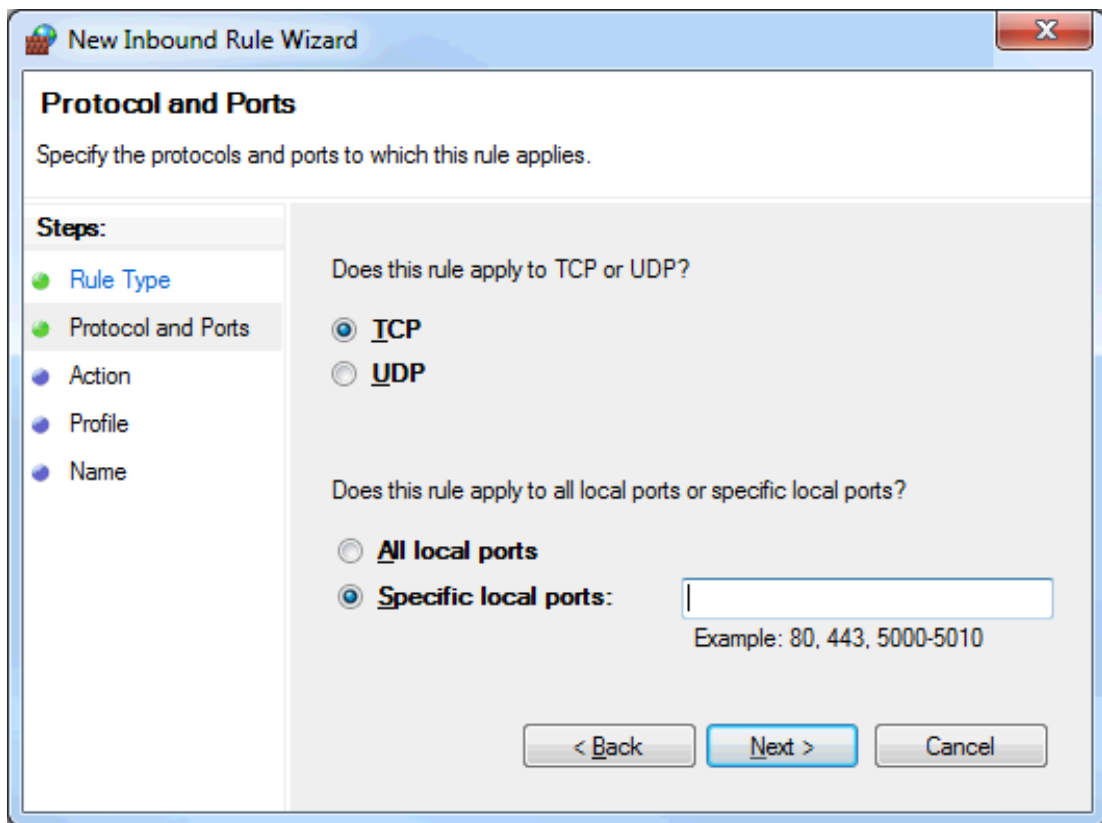 New Inbound Rule Wizard
Protocol and Ports
Specify the protocols and ports to which this rule applies.
Steps:
Rule Type
Protocol and Ports
Action
Profile
Name
Does this rule apply to TCP or UDP?
TCP
UDP
Does this rule apply to all local ports or specific local ports?
All local ports
Specific local ports:
Example: 80, 443, 5000-5010
< Back
Next >
Cancel